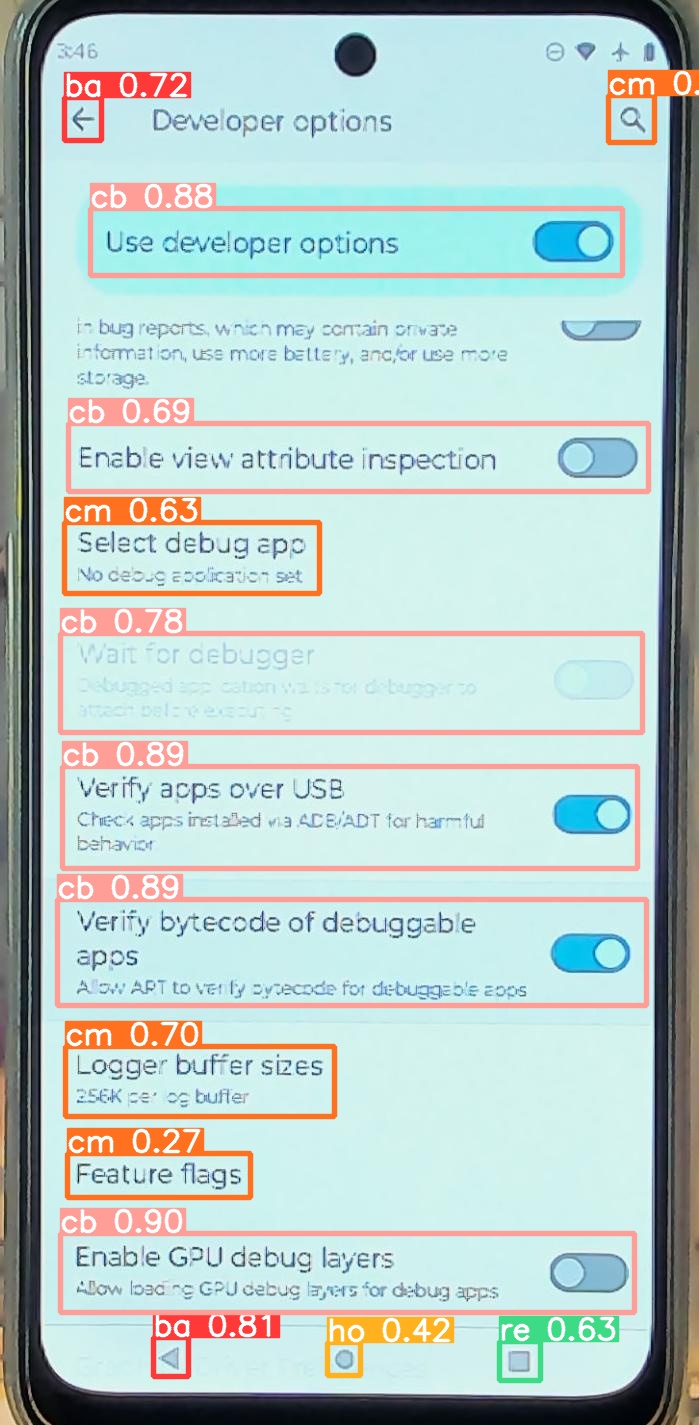 3:46
ba 0.72
cm 0.
Developer options
cb 0.88
Use developer options
in bug reports, which may contain private
information, use more battery, and/or use more
storage.
cb 0.69
Enable view attribute inspection
cm 0.63
Select debug app
No debug application set
cb 0.78
Wait for debugger
Debugged application waits for debugger to
attach before executing
cb 0.89
Verify apps over USB
Check apps installed via ADB/ADT for harmful
behavior
cb 0.89
Verify bytecode of debuggable
apps
Allow ART to verify bytecode for debuggable apps
cm 0.70
Logger buffer sizes
256K per log buffer
cm 0.27
Feature flags
cb 0.90
Enable GPU debug layers
Allow loading GPU debug layers for debug apps
ba 0.81
ho 0.42
re 0.63